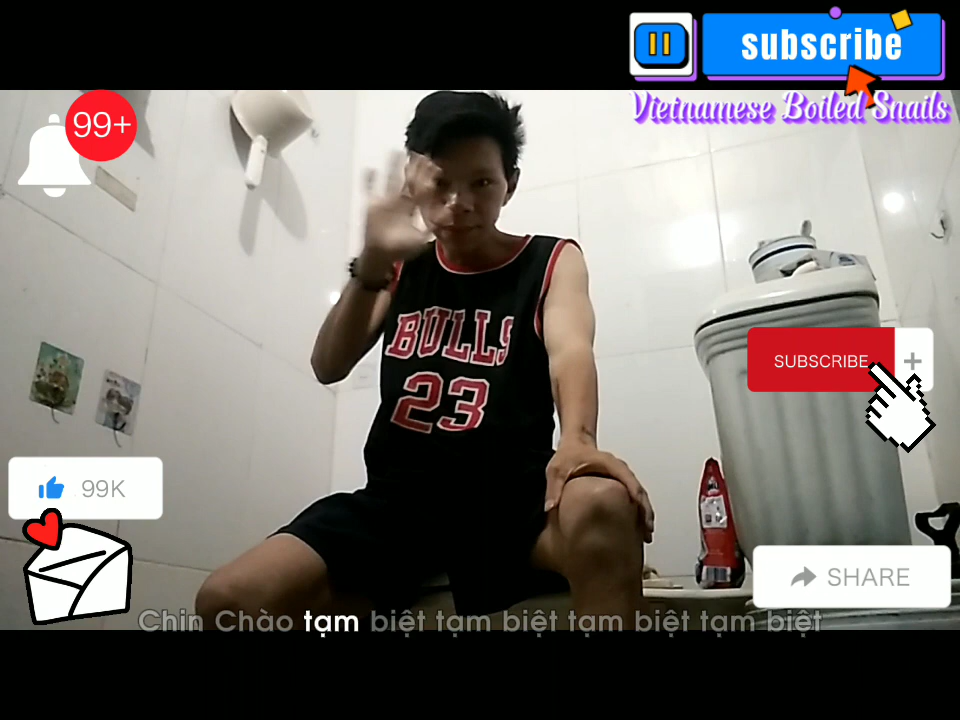 subscribe
Vietnamese Boiled Snails
99+
BULLS
23
SUBSCRIBE +
99K
SHARE
Chin Chào tạm biệt tạm biệt tạm biệt tạm biệt